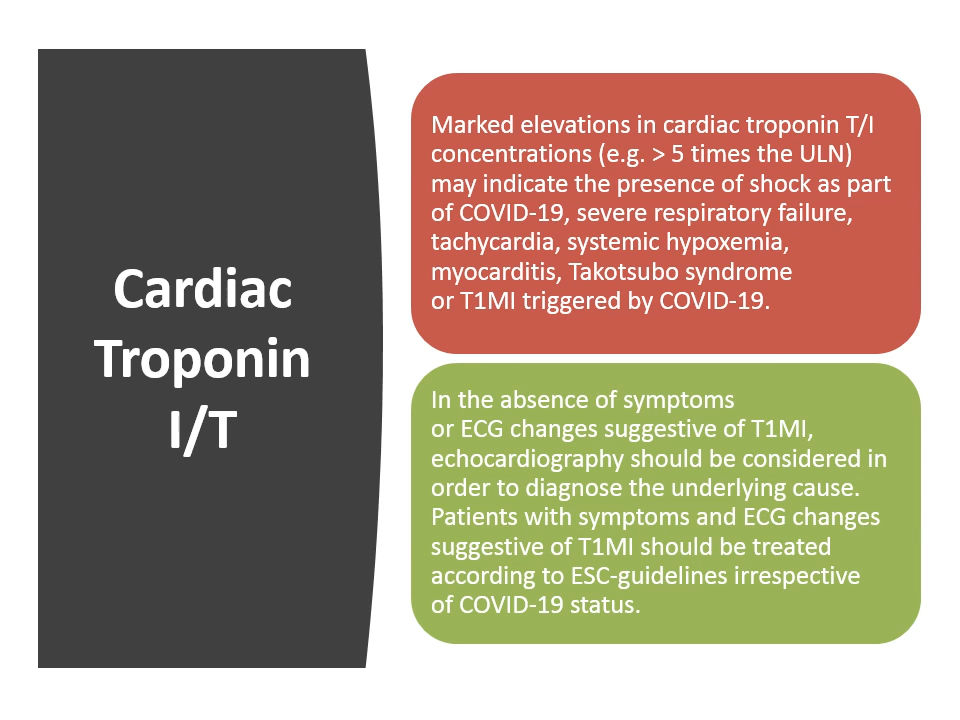 Cardiac
Troponin
I/T
Marked elevations in cardiac troponin T/I
concentrations (e.g. > 5 times the ULN)
may indicate the presence of shock as part
of COVID-19, severe respiratory failure,
tachycardia, systemic hypoxemia,
myocarditis, Takotsubo syndrome
or T1MI triggered by COVID-19.
In the absence of symptoms
or ECG changes suggestive of T1MI,
echocardiography should be considered in
order to diagnose the underlying cause.
Patients with symptoms and ECG changes
suggestive of T1MI should be treated
according to ESC-guidelines irrespective
of COVID-19 status.